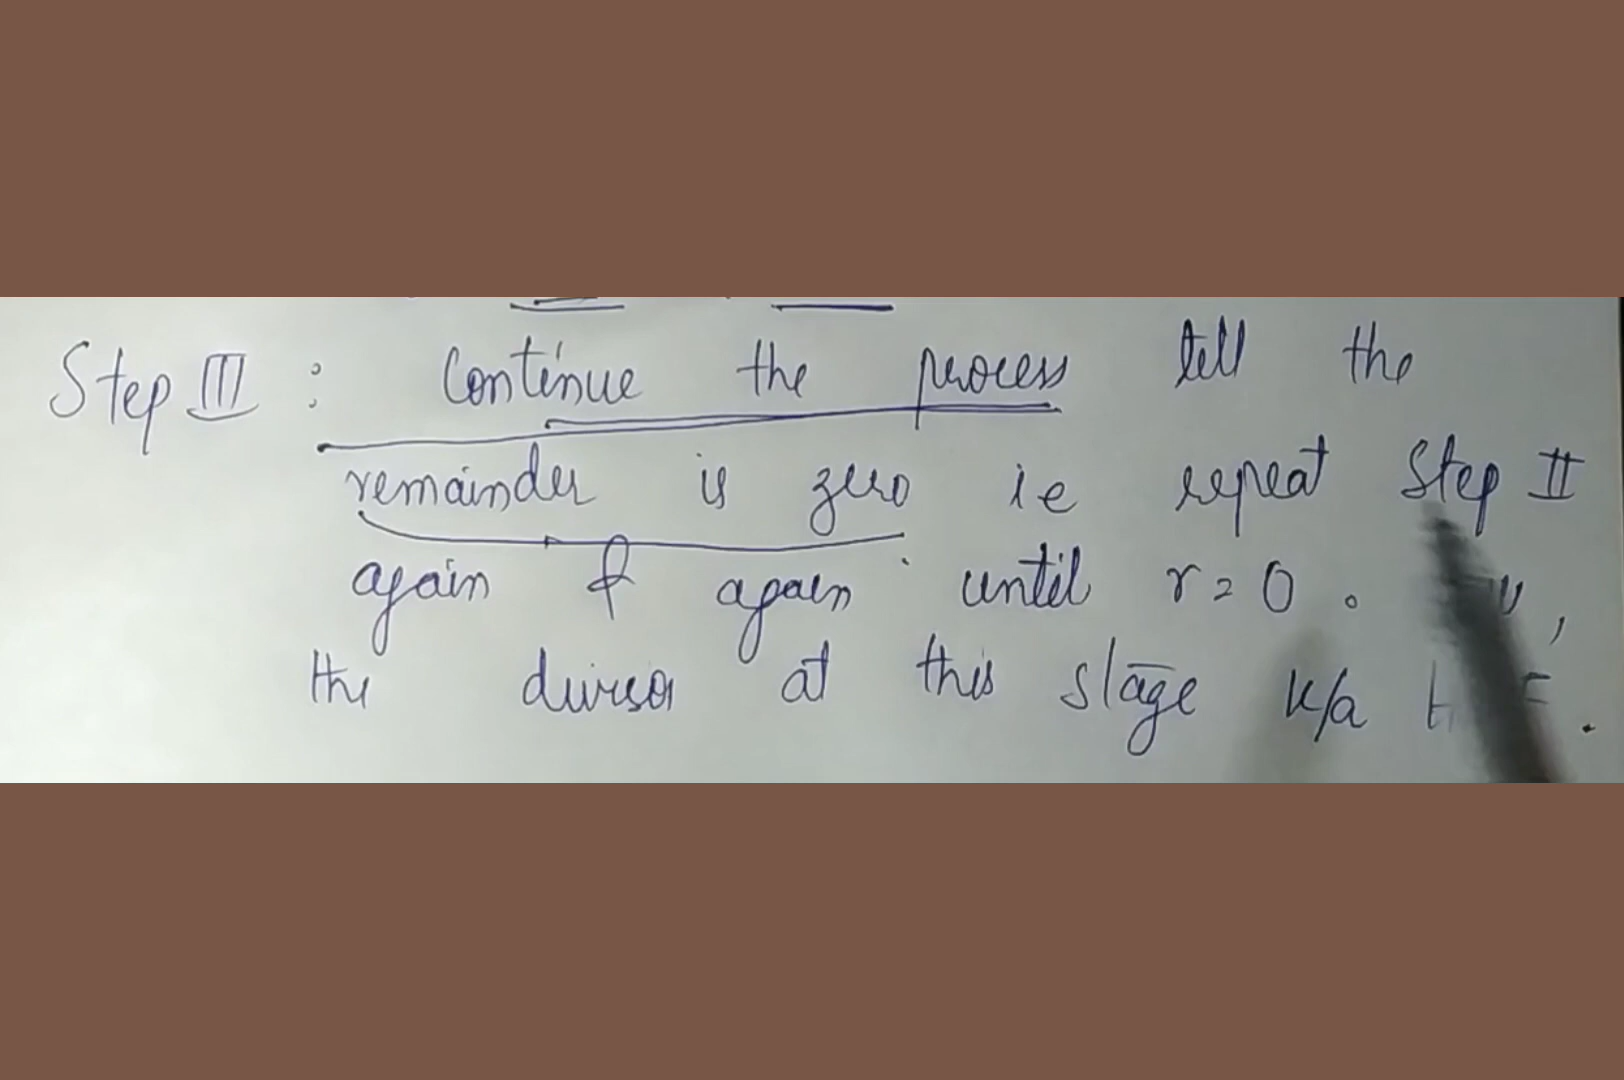 Step III : Continue the process till the
remainder is zero ie repeat Step II
again & again until r = 0 .
the divisor at this stage k/a